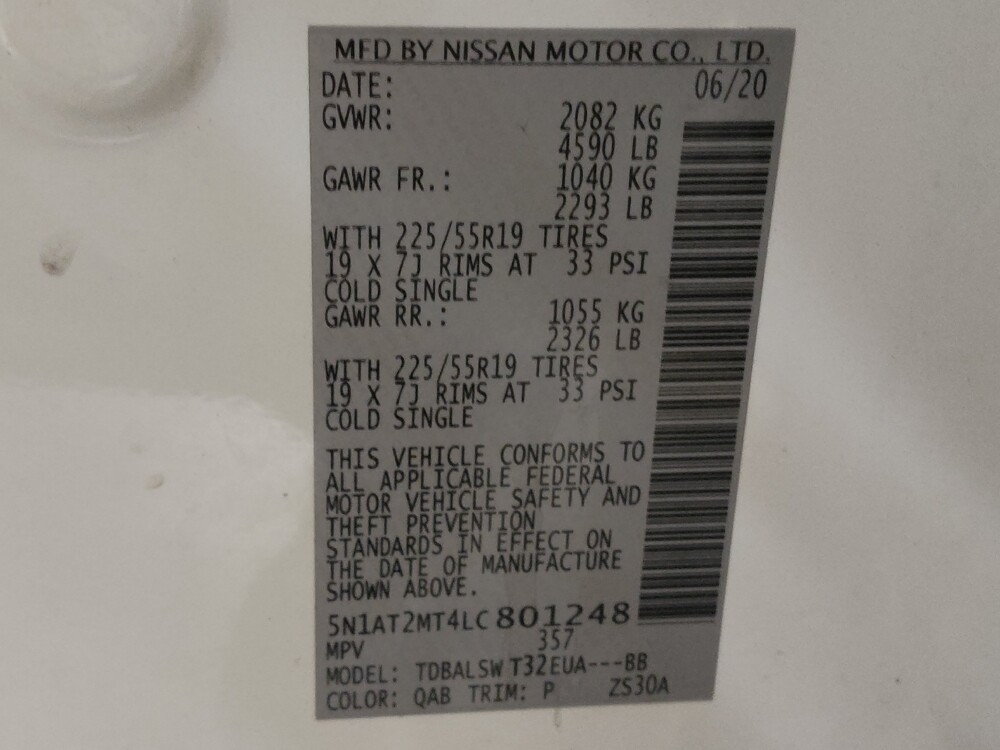 MFD BY NISSAN MOTOR CO., LTD.
DATE: 06/20
GVWR: 2082 KG
4590 LB
GAWR FR.: 1040 KG
2293 LB
WITH 225/55R19 TIRES
19 X 7J RIMS AT 33 PSI
COLD SINGLE
GAWR RR.: 1055 KG
2326 LB
WITH 225/55R19 TIRES
19 X 7J RIMS AT 33 PSI
COLD SINGLE
THIS VEHICLE CONFORMS TO
ALL APPLICABLE FEDERAL
MOTOR VEHICLE SAFETY AND
THEFT PREVENTION
STANDARDS IN EFFECT ON
THE DATE OF MANUFACTURE
SHOWN ABOVE.
5N1AT2MT4LC801248
MPV 357
MODEL: TDBALSW T32EUA---BB
COLOR: QAB TRIM: P ZS30A